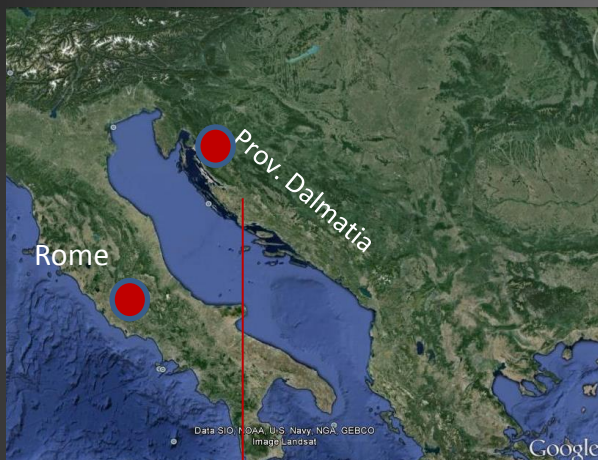 Prov. Dalmatia
Rome
Data SIO, NOAA, U.S. Navy, NGA, GEBCO
Image Landsat
Google